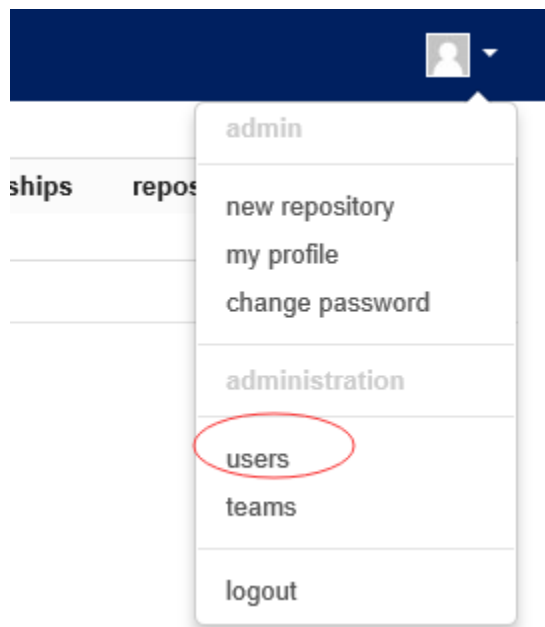 admin
ships repos
new repository
my profile
change password
administration
users
teams
logout